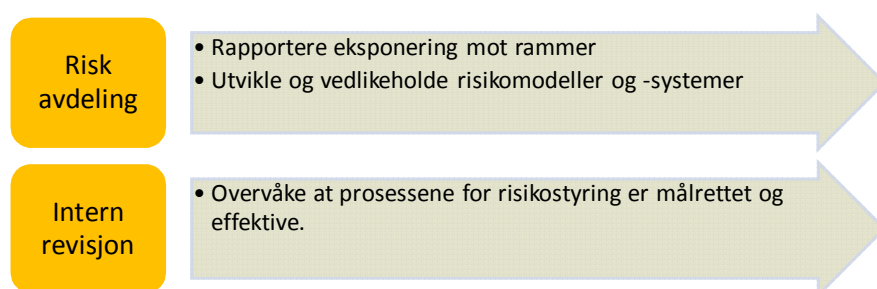 Risk
avdeling
• Rapportere eksponering mot rammer
• Utvikle og vedlikeholde risikomodeller og -systemer
Intern
revisjon
• Overvåke at prosessene for risikostyring er målrettet og
effektive.